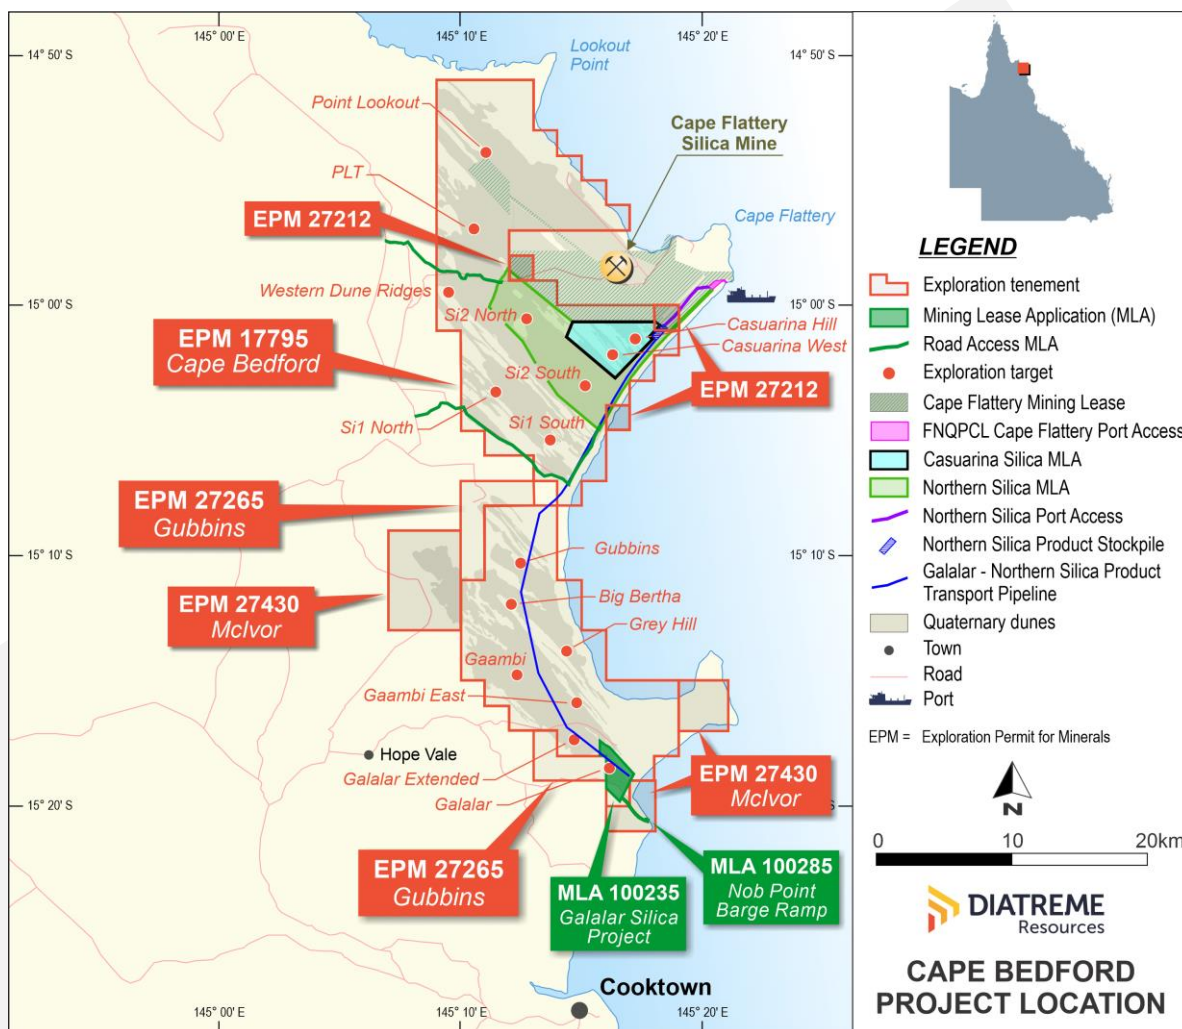 145° 00' E
145° 10' E
145° 20' E
14° 50' S
14° 50' S
Lookout
Point
Point Lookout
Cape Flattery
Silica Mine
PLT
EPM 27212
Cape Flattery
Western Dune Ridges
15° 00' S
15° 00' S
Si2 North
Casuarina Hill
Casuarina West
EPM 17795
Cape Bedford
Si2 South
EPM 27212
Si1 North
Si1 South
EPM 27265
Gubbins
15° 10' S
15° 10' S
Gubbins
EPM 27430
McIvor
Big Bertha
Grey Hill
Gaambi
Gaambi East
Hope Vale
Galalar Extended
Galalar
EPM 27430
McIvor
15° 20' S
EPM 27265
Gubbins
MLA 100235
Galalar Silica
Project
MLA 100285
Nob Point
Barge Ramp
Cooktown
145° 00' E
145° 10' E
145° 20' E
LEGEND
Exploration tenement
Mining Lease Application (MLA)
Road Access MLA
Exploration target
Cape Flattery Mining Lease
FNQPCL Cape Flattery Port Access
Casuarina Silica MLA
Northern Silica MLA
Northern Silica Port Access
Northern Silica Product Stockpile
Galalar - Northern Silica Product
Transport Pipeline
Quaternary dunes
Town
Road
Port
EPM = Exploration Permit for Minerals
N
0 10 20km
DIATREME
Resources
CAPE BEDFORD
PROJECT LOCATION